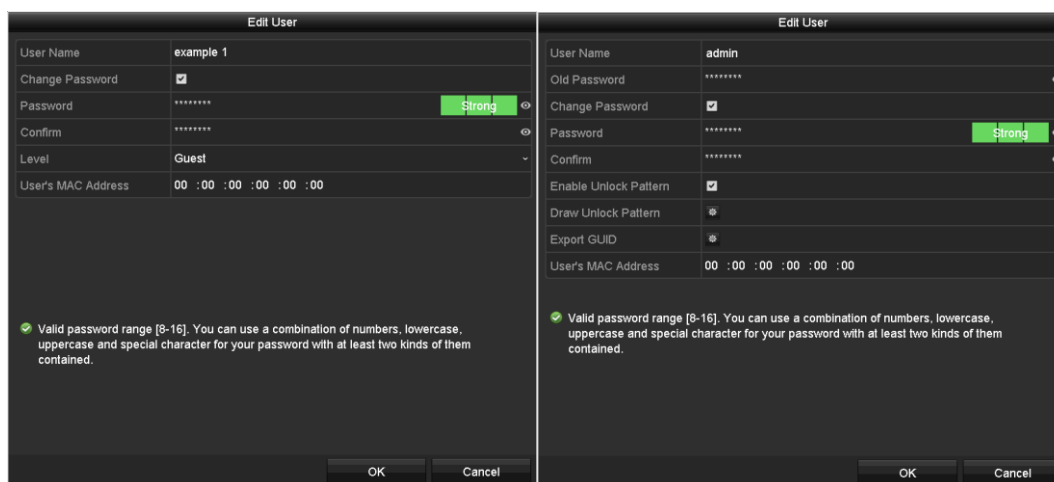 Edit User
User Name example 1
Change Password
Password ******** Strong
Confirm ********
Level Guest
User's MAC Address 00 :00 :00 :00 :00 :00
Valid password range [8-16]. You can use a combination of numbers, lowercase,
uppercase and special character for your password with at least two kinds of them
contained.
OK Cancel
Edit User
User Name admin
Old Password ********
Change Password
Password ******** Strong
Confirm ********
Enable Unlock Pattern
Draw Unlock Pattern
Export GUID
User's MAC Address 00 :00 :00 :00 :00 :00
Valid password range [8-16]. You can use a combination of numbers, lowercase,
uppercase and special character for your password with at least two kinds of them
contained.
OK Cancel